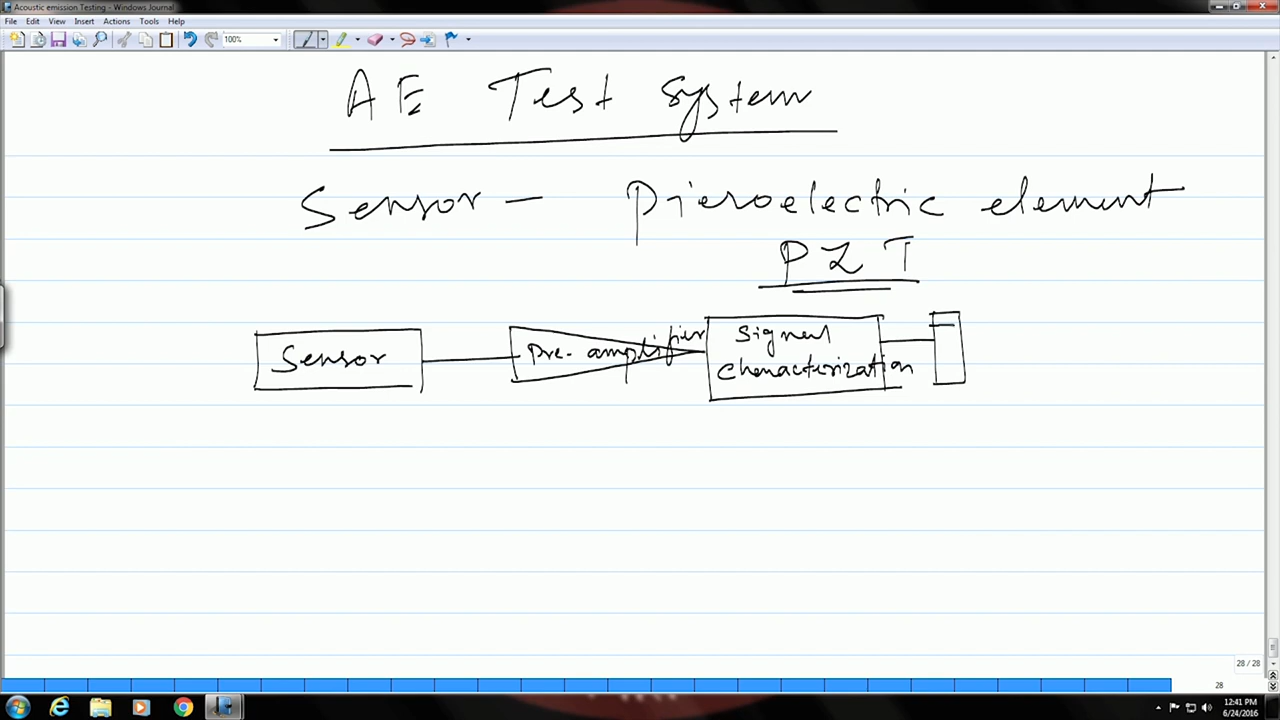 Acoustic emission Testing - Windows Journal
File Edit View Insert Actions Tools Help
100%
AE Test System
Sensor - Piezoelectric element
PZT
Sensor
Pre-amplifier
Signal
Characterization
28 / 28
28
12:41 PM
6/24/2016